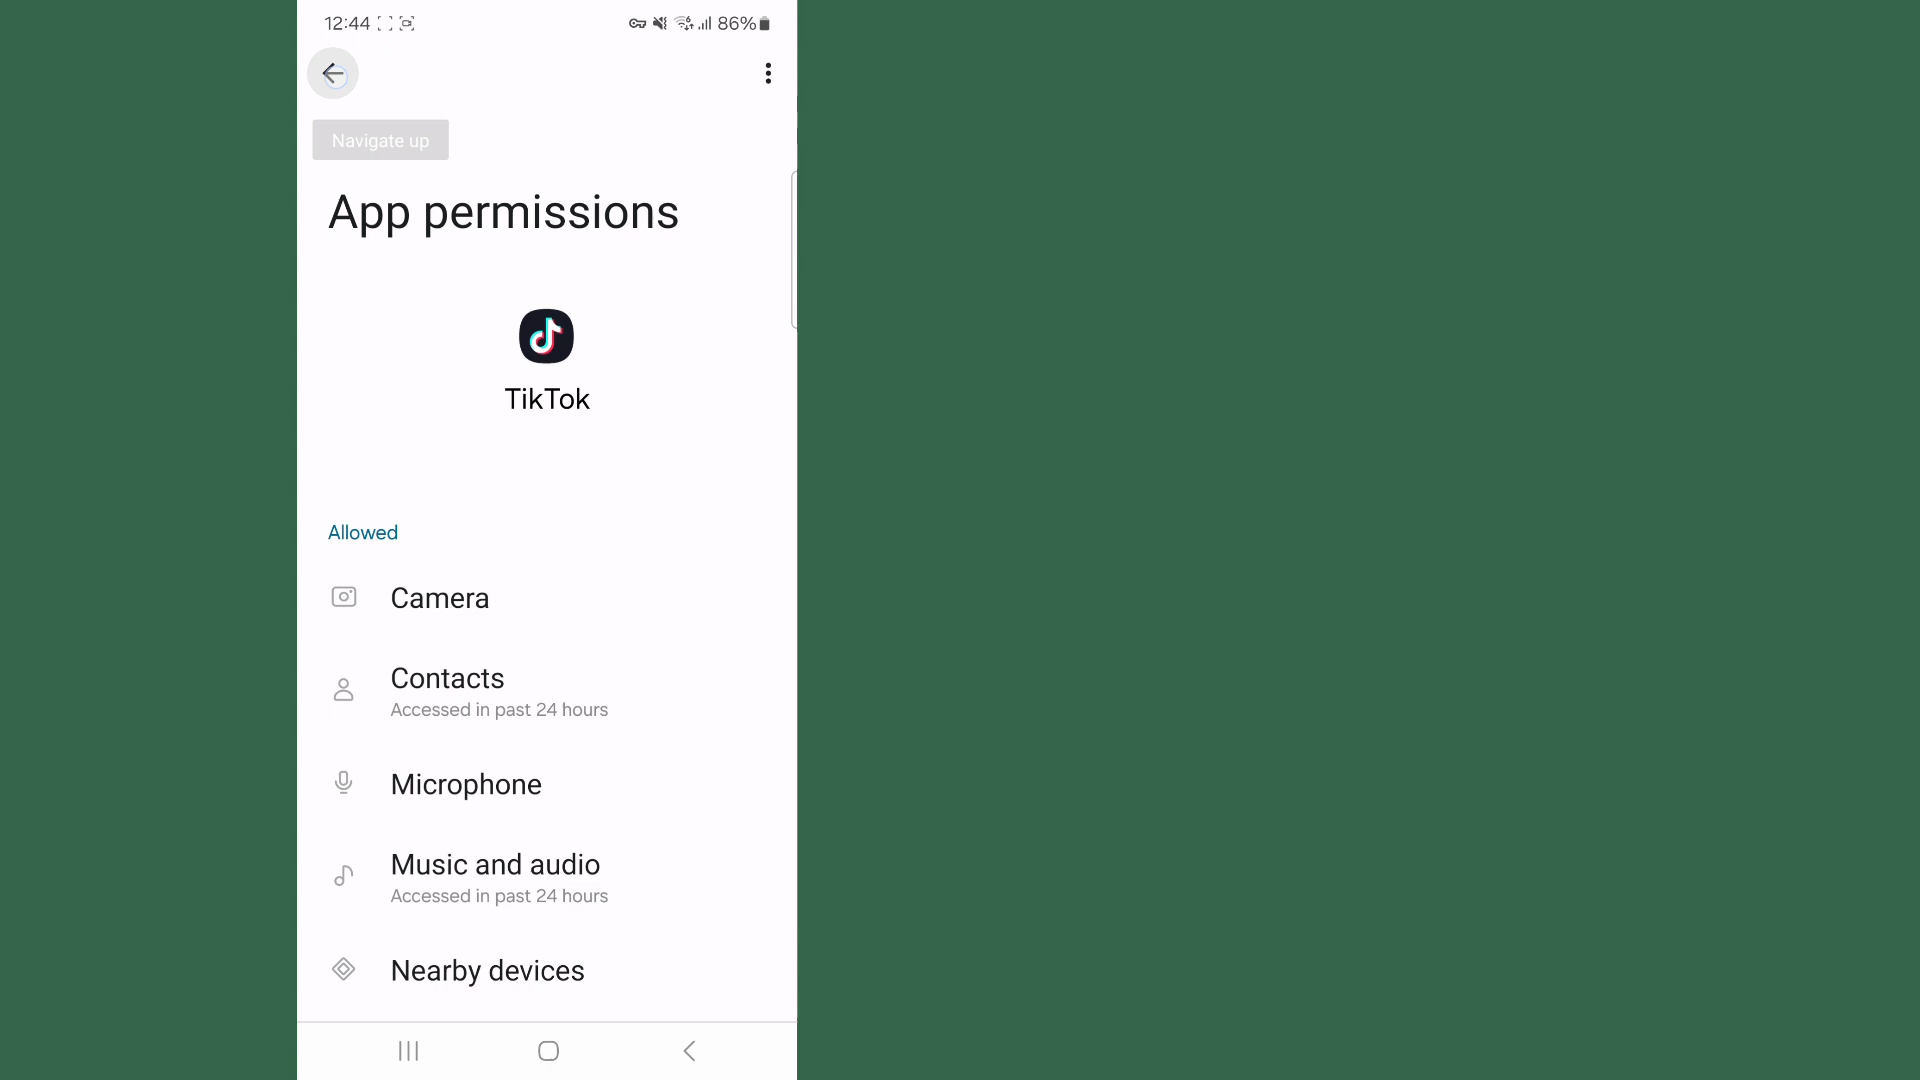 12:44 86%
Navigate up
App permissions
TikTok
Allowed
Camera
Contacts
Accessed in past 24 hours
Microphone
Music and audio
Accessed in past 24 hours
Nearby devices